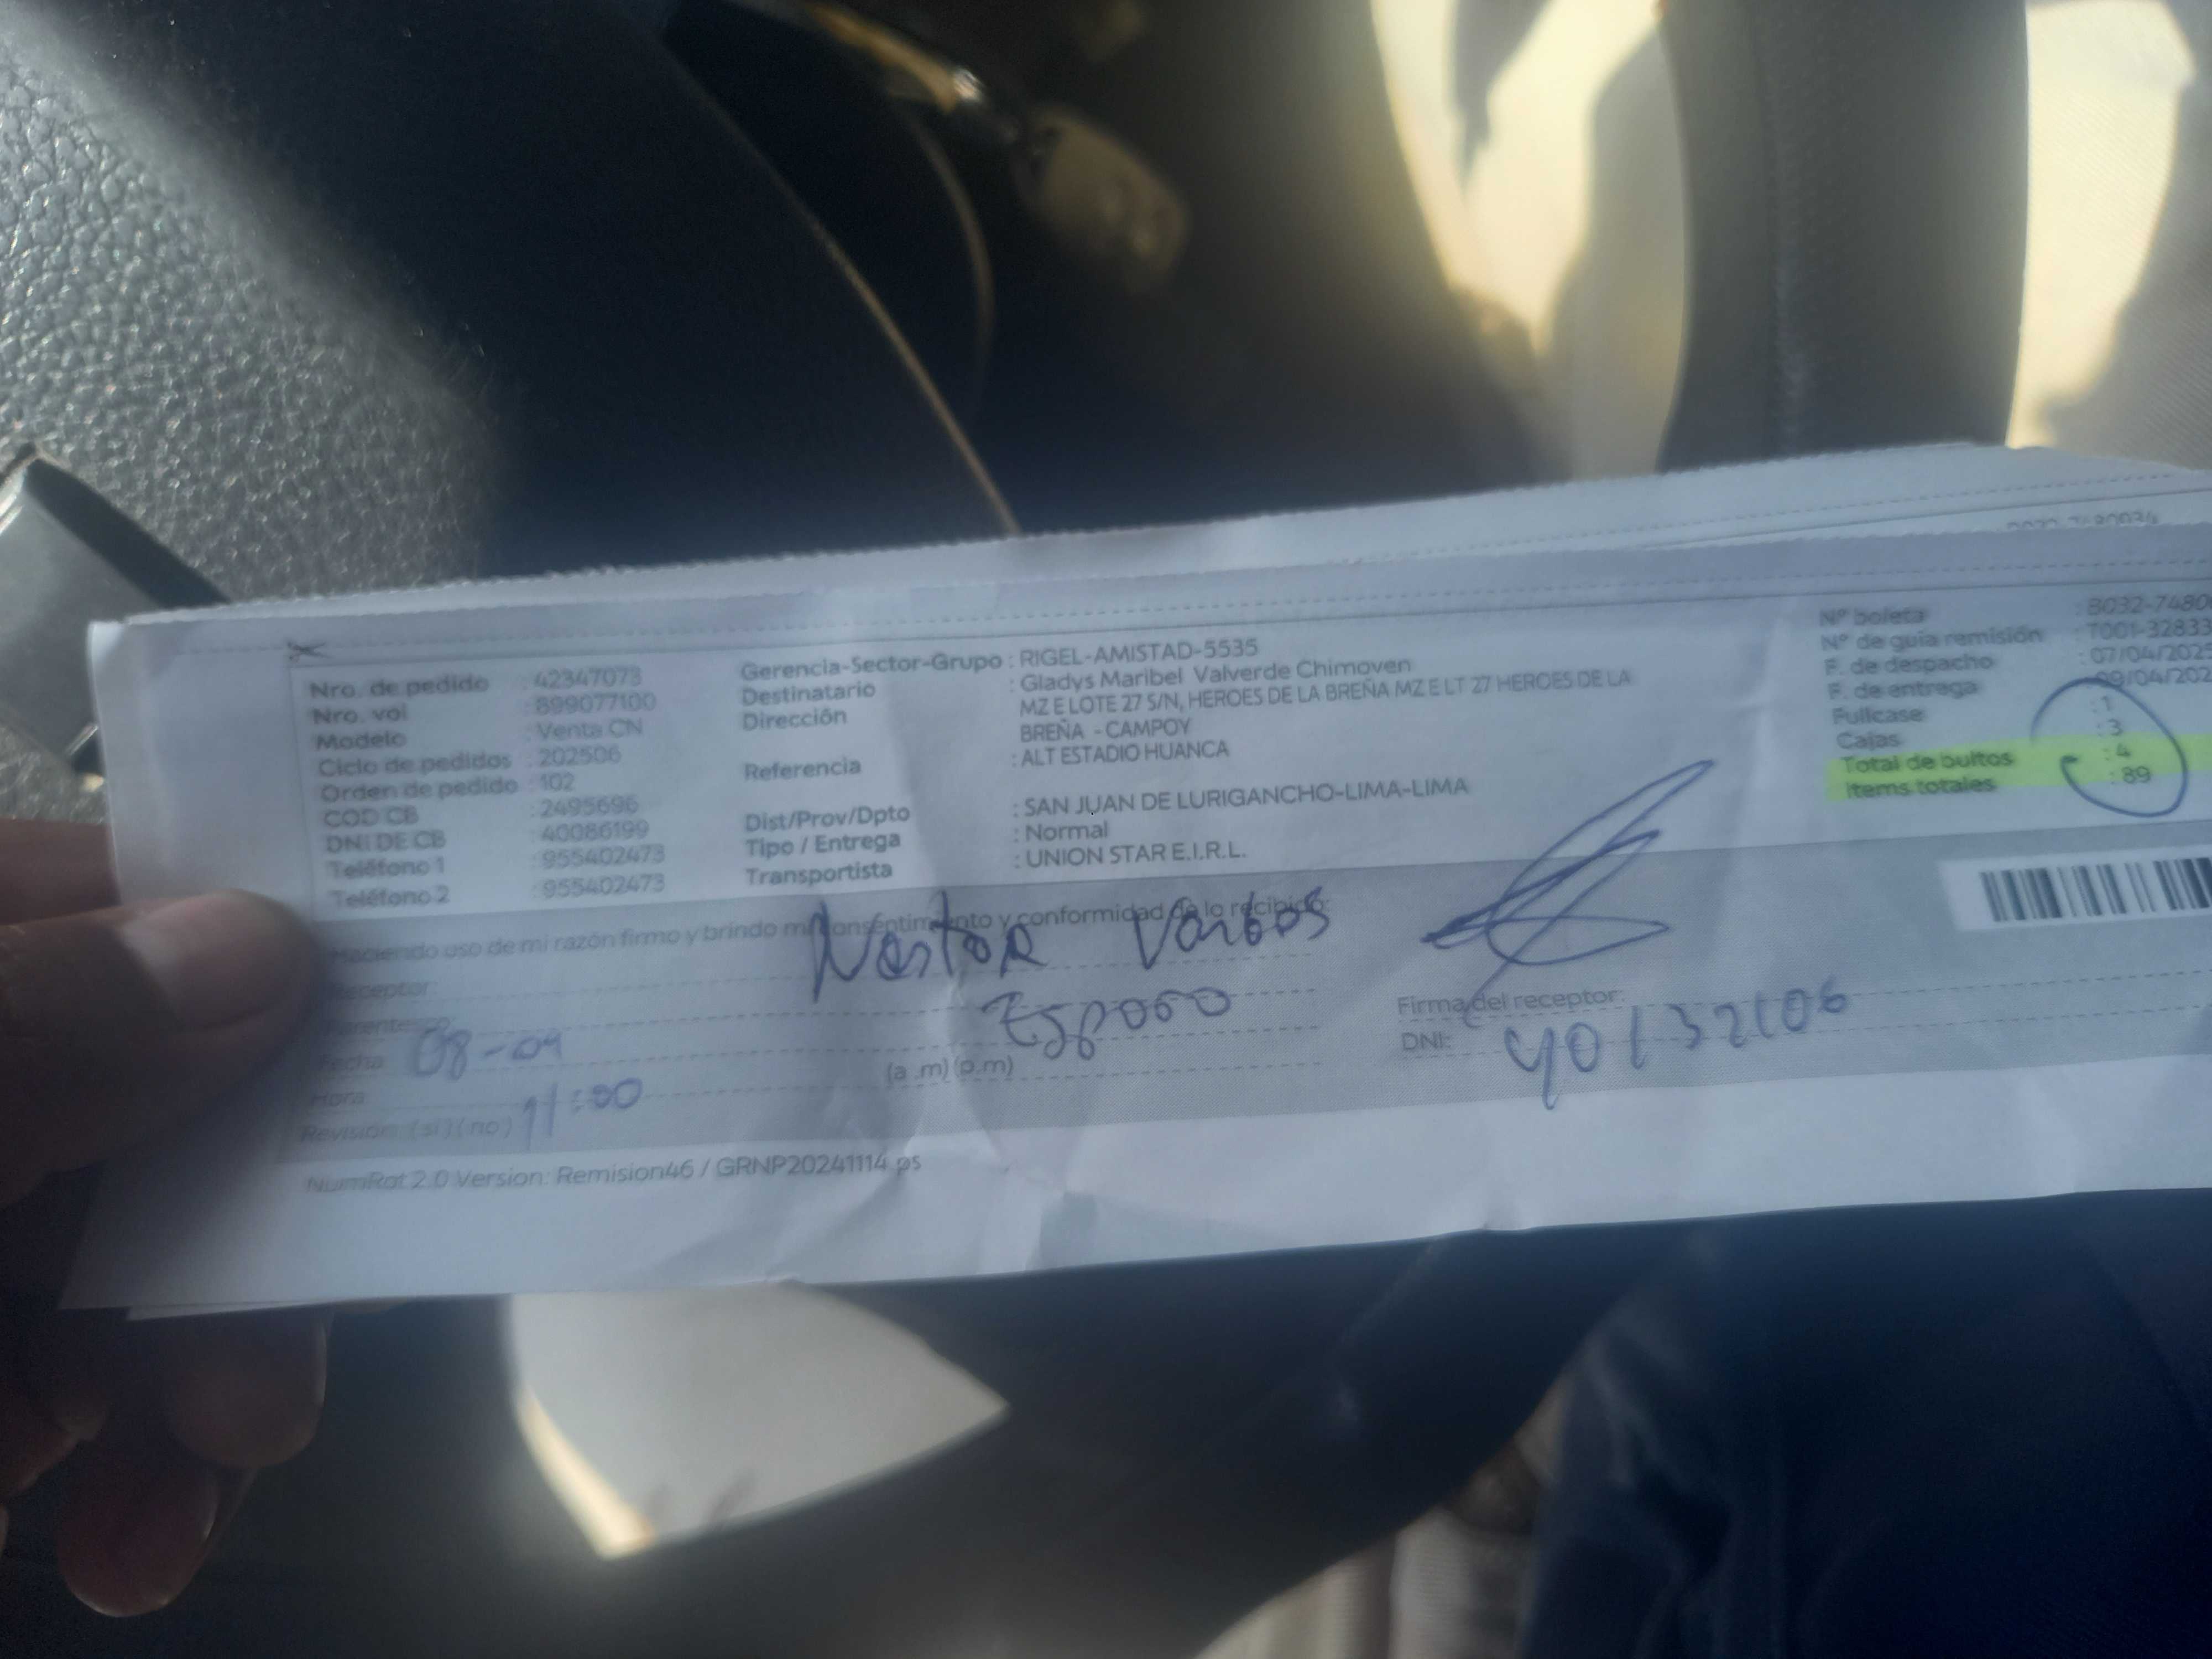 Nro. de pedido : 42347073
Nro. vol : 899077100
Modelo : Venta CN
Ciclo de pedidos : 202506
Orden de pedido : 102
COD CB : 2495696
DNI DE CB : 40086199
Teléfono 1 : 955402473
Teléfono 2 : 955402473
Gerencia-Sector-Grupo : RIGEL-AMISTAD-5535
Destinatario : Gladys Maribel Valverde Chimoven
Dirección MZ E LOTE 27 S/N, HEROES DE LA BREÑA MZ E LT 27 HEROES DE LA
BREÑA - CAMPOY
Referencia : ALT ESTADIO HUANCA
Dist/Prov/Dpto : SAN JUAN DE LURIGANCHO-LIMA-LIMA
Tipo / Entrega : Normal
Transportista : UNION STAR E.I.R.L.
Nº boleta : B032-7480
Nº de guía remisión : T001-32833
F. de despacho : 07/04/2025
F. de entrega : 09/04/202
Fullcase : 1
Cajas : 3
Total de bultos : 4
Items totales : 89
Haciendo uso de mi razón firmo y brindo mi consentimiento y conformidad de lo recibido:
Receptor: Nestor Vargas
Esposo
Fecha: 08-04
Hora: 11:00 (a .m) (p.m)
Revisión: (si) (no)
Firma del receptor:
DNI: 40132106
NumRot 2.0 Version: Remision46 / GRNP20241114.ps